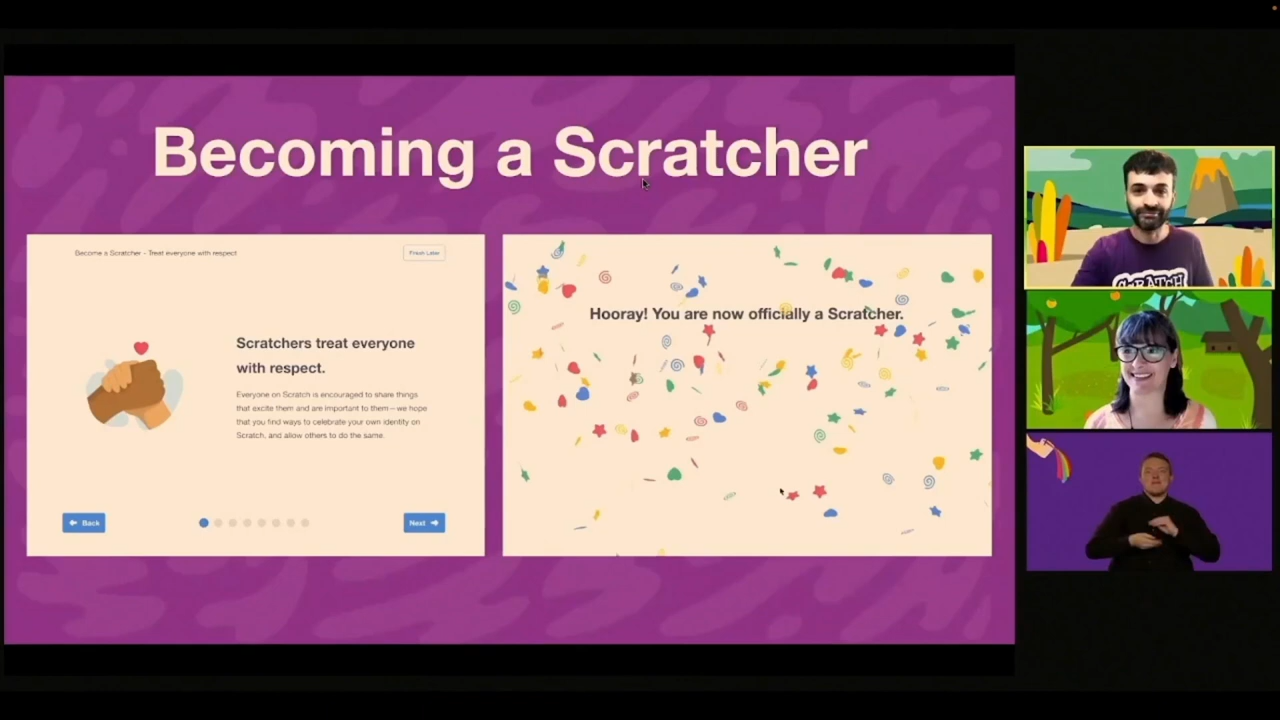 Becoming a Scratcher
Become a Scratcher - Treat everyone with respect
Finish Later
Scratchers treat everyone
with respect.
Everyone on Scratch is encouraged to share things
that excite them and are important to them—we hope
that you find ways to celebrate your own identity on
Scratch, and allow others to do the same.
Back
Next
Hooray! You are now officially a Scratcher.
SCRATCH